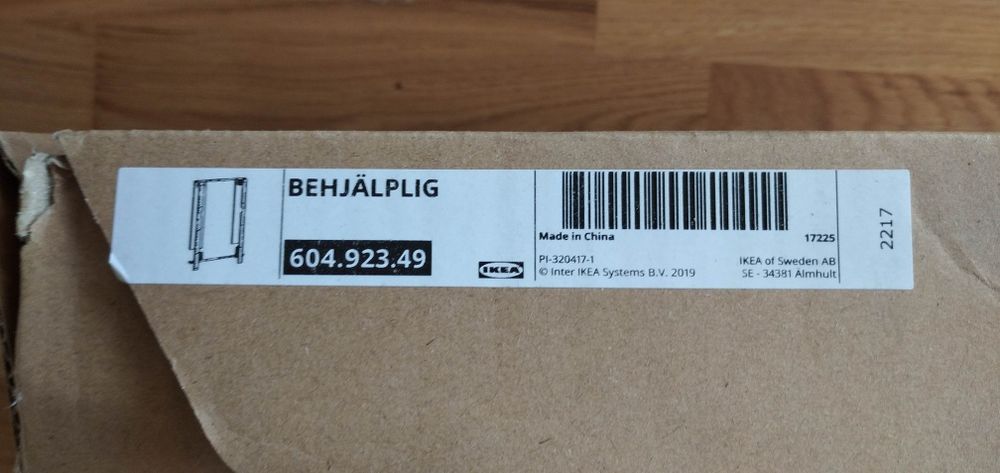 BEHJÄLPLIG
604.923.49
IKEA
Made in China
17225
PI-320417-1
© Inter IKEA Systems B.V. 2019
IKEA of Sweden AB
SE - 34381 Älmhult
2217